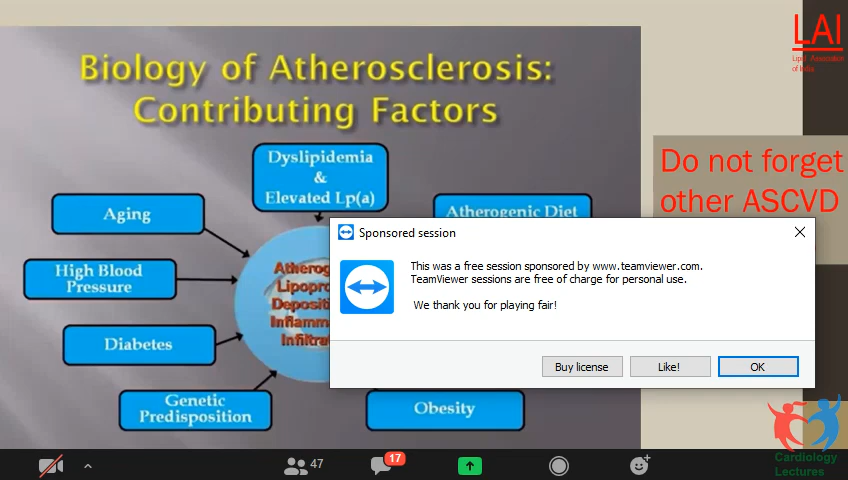 Biology of Atherosclerosis:
Contributing Factors
LAI
Lipid Association
of India
Dyslipidemia
&
Elevated Lp(a)
Aging
Atherogenic Diet
High Blood
Pressure
Diabetes
Genetic
Predisposition
Obesity
Do not forget
other ASCVD
Sponsored session
This was a free session sponsored by www.teamviewer.com.
TeamViewer sessions are free of charge for personal use.
We thank you for playing fair!
Buy license
Like!
OK
47
17
Cardiology
Lectures